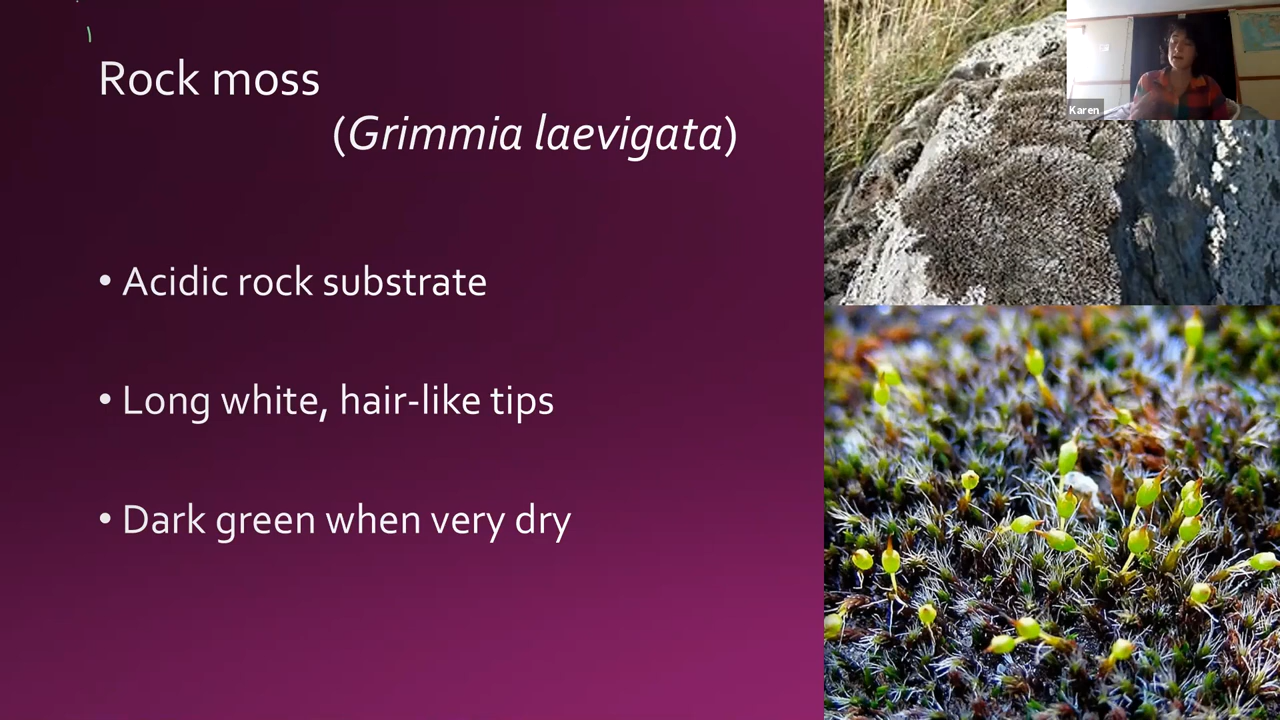 Rock moss
(Grimmia laevigata)
• Acidic rock substrate
• Long white, hair-like tips
• Dark green when very dry
Karen